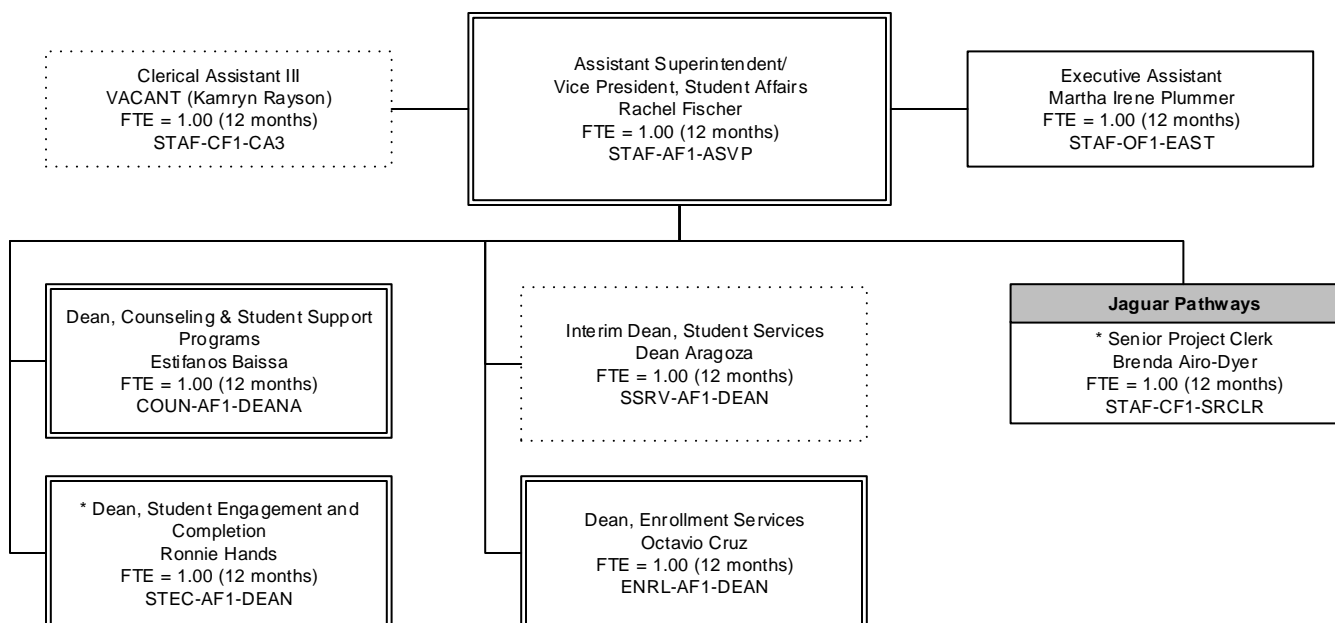 Clerical Assistant III
VACANT (Kamryn Rayson)
FTE = 1.00 (12 months)
STAF-CF1-CA3
Assistant Superintendent/
Vice President, Student Affairs
Rachel Fischer
FTE = 1.00 (12 months)
STAF-AF1-ASVP
Executive Assistant
Martha Irene Plummer
FTE = 1.00 (12 months)
STAF-OF1-EAST
Dean, Counseling & Student Support
Programs
Estifanos Baissa
FTE = 1.00 (12 months)
COUN-AF1-DEANA
Interim Dean, Student Services
Dean Aragoza
FTE = 1.00 (12 months)
SSRV-AF1-DEAN
Jaguar Pathways
* Senior Project Clerk
Brenda Airo-Dyer
FTE = 1.00 (12 months)
STAF-CF1-SRCLR
* Dean, Student Engagement and
Completion
Ronnie Hands
FTE = 1.00 (12 months)
STEC-AF1-DEAN
Dean, Enrollment Services
Octavio Cruz
FTE = 1.00 (12 months)
ENRL-AF1-DEAN